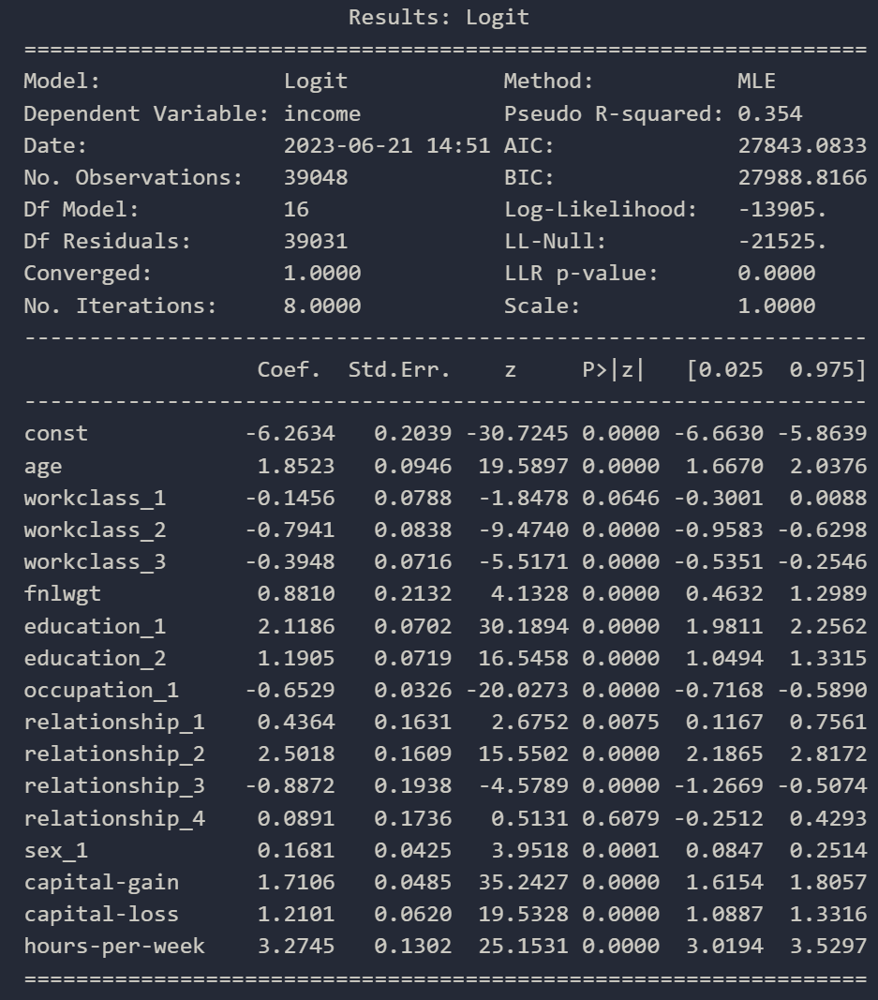 Results: Logit
=================================================================
Model:              Logit            Method:           MLE
Dependent Variable: income           Pseudo R-squared: 0.354
Date:               2023-06-21 14:51 AIC:              27843.0833
No. Observations:   39048            BIC:              27988.8166
Df Model:           16               Log-Likelihood:   -13905.
Df Residuals:       39031            LL-Null:          -21525.
Converged:          1.0000           LLR p-value:      0.0000
No. Iterations:     8.0000           Scale:            1.0000
-----------------------------------------------------------------
                  Coef.  Std.Err.    z     P>|z|   [0.025  0.975]
-----------------------------------------------------------------
const            -6.2634   0.2039 -30.7245 0.0000 -6.6630 -5.8639
age               1.8523   0.0946  19.5897 0.0000  1.6670  2.0376
workclass_1      -0.1456   0.0788  -1.8478 0.0646 -0.3001  0.0088
workclass_2      -0.7941   0.0838  -9.4740 0.0000 -0.9583 -0.6298
workclass_3      -0.3948   0.0716  -5.5171 0.0000 -0.5351 -0.2546
fnlwgt            0.8810   0.2132   4.1328 0.0000  0.4632  1.2989
education_1       2.1186   0.0702  30.1894 0.0000  1.9811  2.2562
education_2       1.1905   0.0719  16.5458 0.0000  1.0494  1.3315
occupation_1     -0.6529   0.0326 -20.0273 0.0000 -0.7168 -0.5890
relationship_1    0.4364   0.1631   2.6752 0.0075  0.1167  0.7561
relationship_2    2.5018   0.1609  15.5502 0.0000  2.1865  2.8172
relationship_3   -0.8872   0.1938  -4.5789 0.0000 -1.2669 -0.5074
relationship_4    0.0891   0.1736   0.5131 0.6079 -0.2512  0.4293
sex_1             0.1681   0.0425   3.9518 0.0001  0.0847  0.2514
capital-gain      1.7106   0.0485  35.2427 0.0000  1.6154  1.8057
capital-loss      1.2101   0.0620  19.5328 0.0000  1.0887  1.3316
hours-per-week    3.2745   0.1302  25.1531 0.0000  3.0194  3.5297
=================================================================